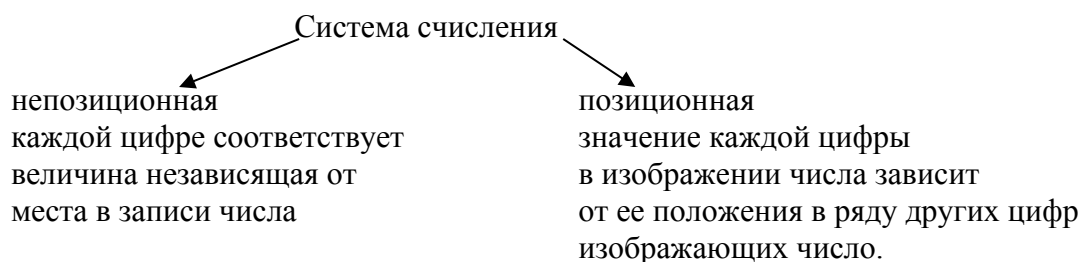 Система счисления
непозиционная
каждой цифре соответствует
величина независящая от
места в записи числа
позиционная
значение каждой цифры
в изображении числа зависит
от ее положения в ряду других цифр
изображающих число.